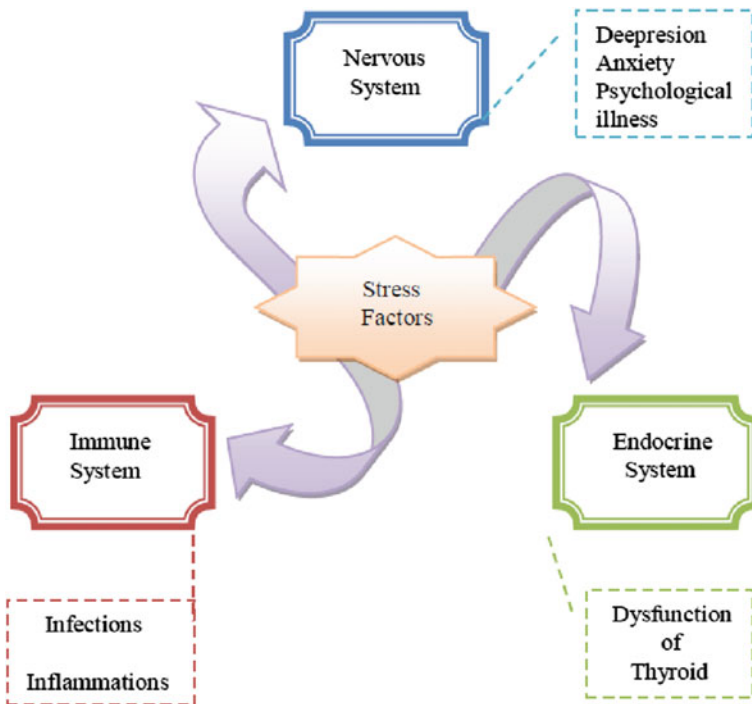 Nervous
System
Deepresion
Anxiety
Psychological
illness
Stress
Factors
Immune
System
Endocrine
System
Infections
Inflammations
Dysfunction
of
Thyroid